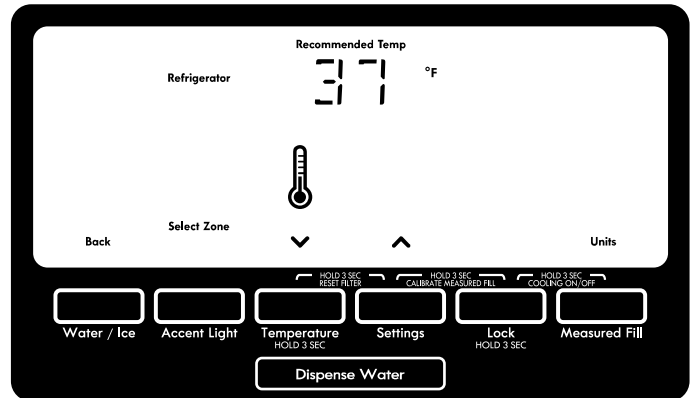 Recommended Temp
Refrigerator 37 °F
Select Zone
Back Units
HOLD 3 SEC HOLD 3 SEC HOLD 3 SEC
RESET FILTER CALIBRATE MEASURED FILL COOLING ON/OFF
Water / Ice Accent Light Temperature Settings Lock Measured Fill
HOLD 3 SEC HOLD 3 SEC
Dispense Water